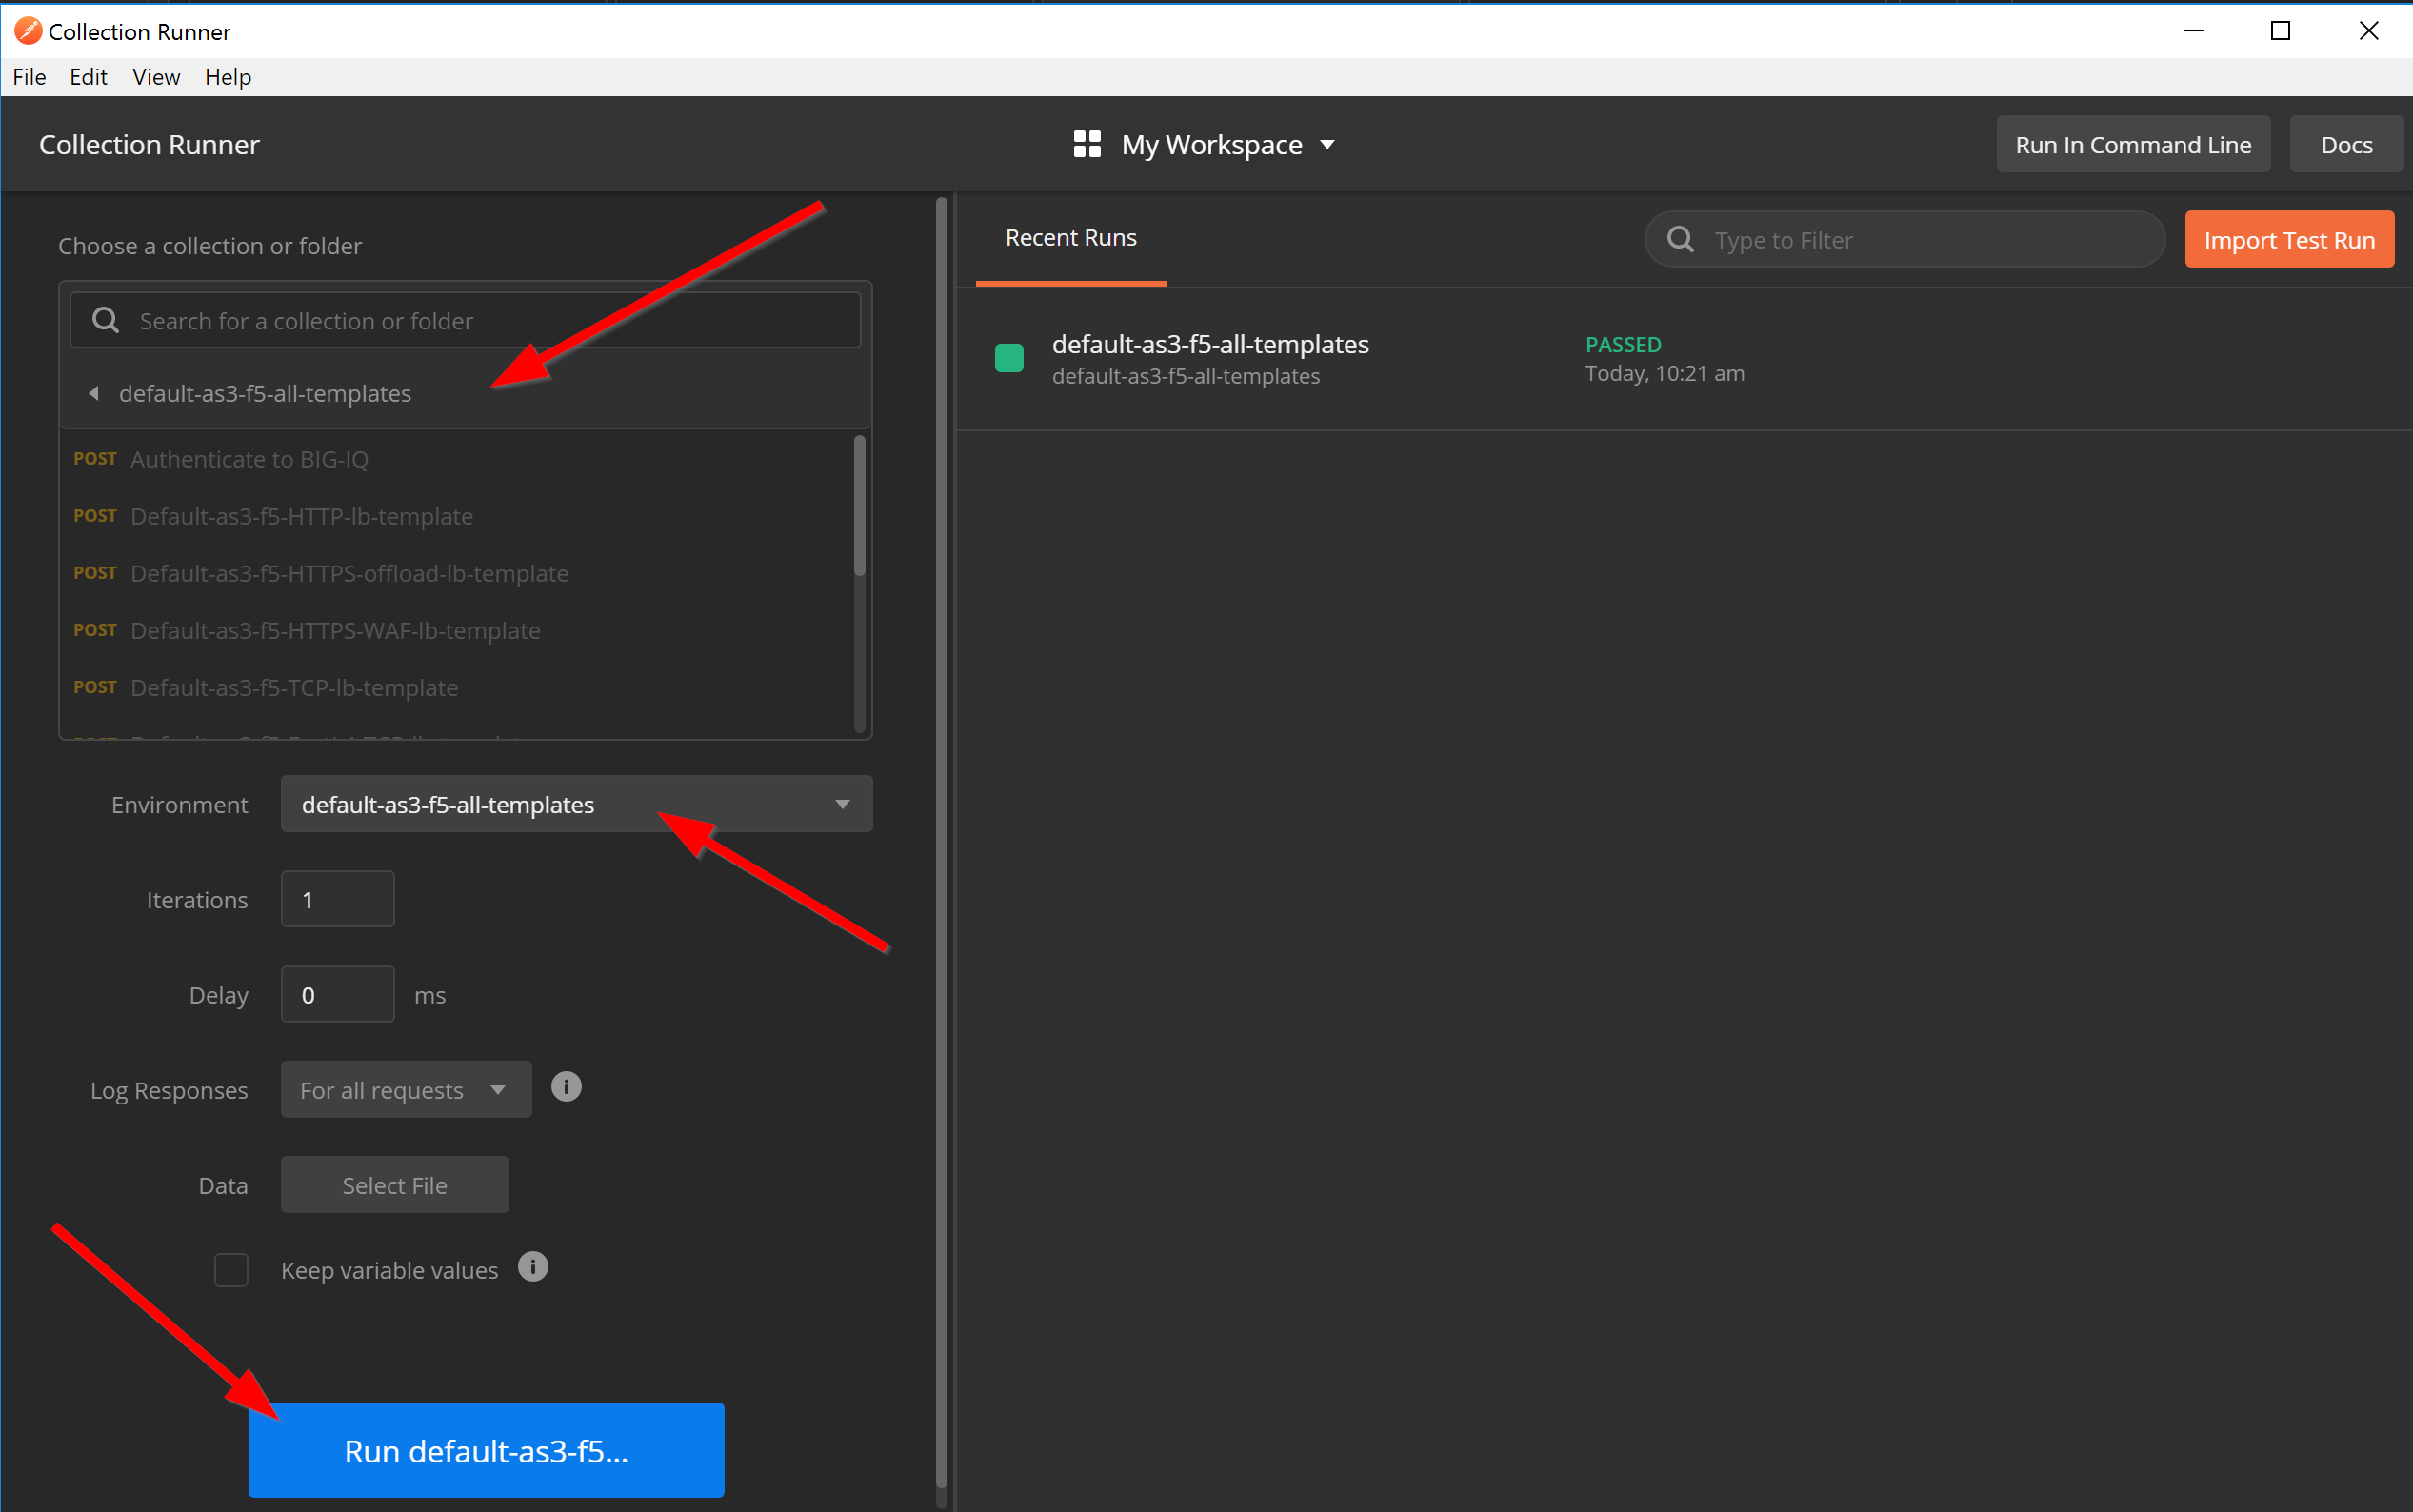 Collection Runner
File Edit View Help
Collection Runner
My Workspace
Run In Command Line
Docs
Choose a collection or folder
Search for a collection or folder
default-as3-f5-all-templates
POST Authenticate to BIG-IQ
POST Default-as3-f5-HTTP-lb-template
POST Default-as3-f5-HTTPS-offload-lb-template
POST Default-as3-f5-HTTPS-WAF-lb-template
POST Default-as3-f5-TCP-lb-template
Environment default-as3-f5-all-templates
Iterations 1
Delay 0 ms
Log Responses For all requests
Data Select File
Keep variable values
Run default-as3-f5...
Recent Runs
Type to Filter
Import Test Run
default-as3-f5-all-templates
default-as3-f5-all-templates
PASSED
Today, 10:21 am